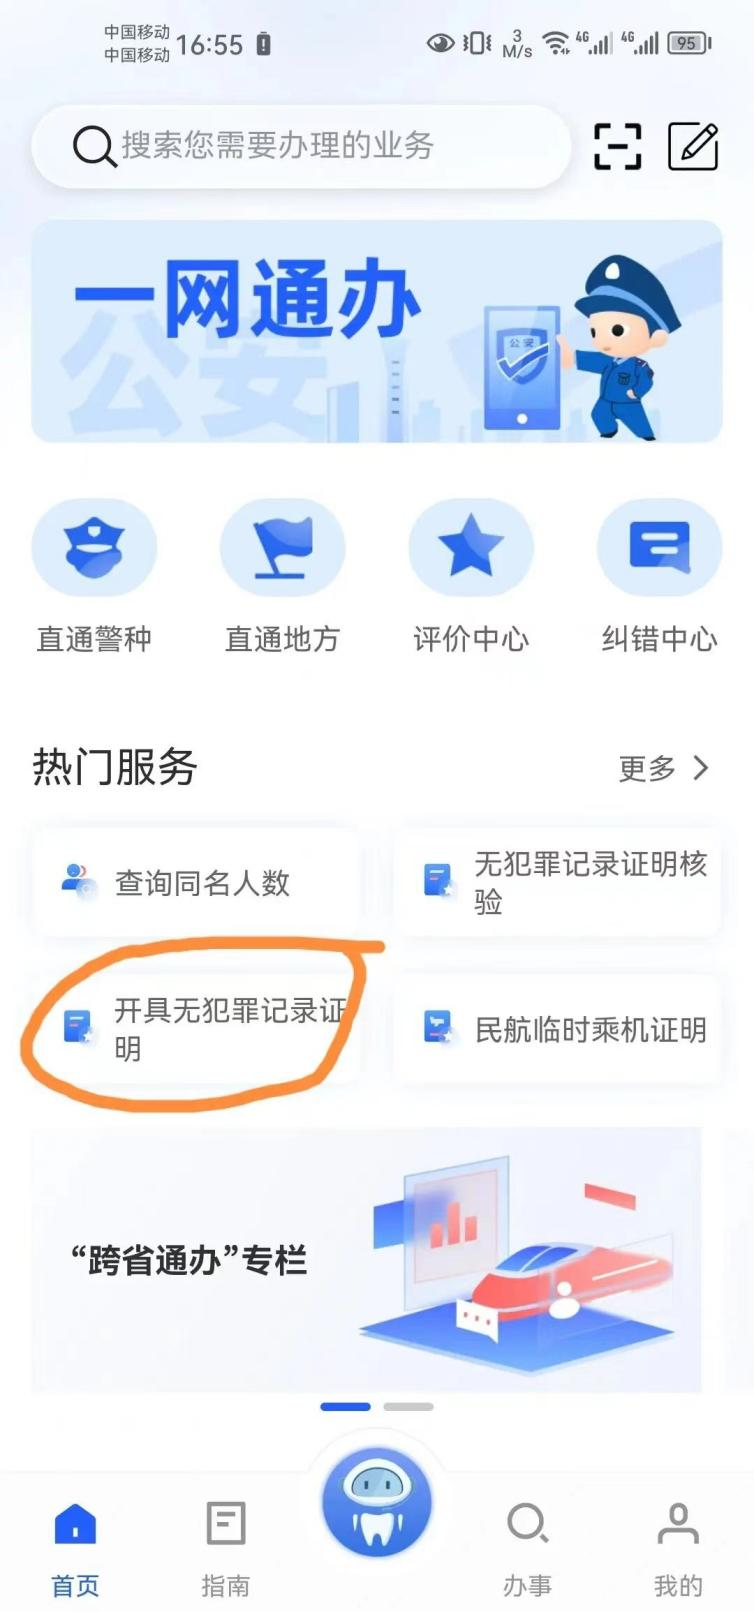 中国移动
中国移动
16:55
3
M/s
4G
4G
95
搜索您需要办理的业务
一网通办
公安
公安
直通警种
直通地方
评价中心
纠错中心
热门服务
更多
查询同名人数
无犯罪记录证明核
验
开具无犯罪记录证
明
民航临时乘机证明
“跨省通办”专栏
首页
指南
办事
我的